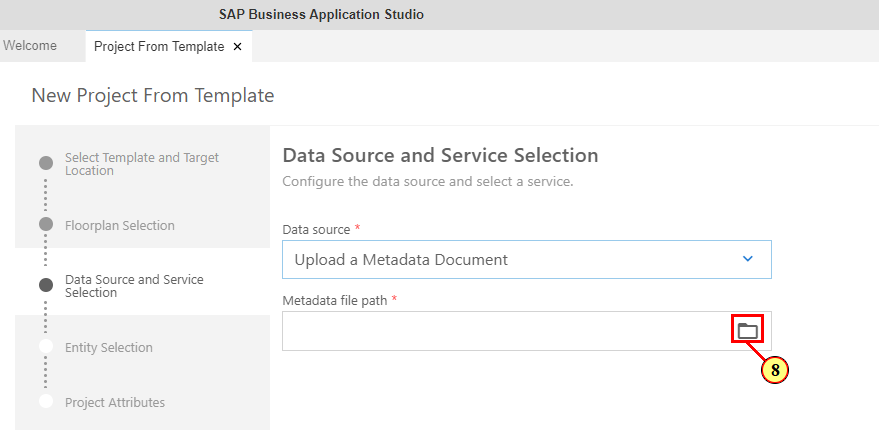 SAP Business Application Studio
Welcome
Project From Template ×
New Project From Template
Select Template and Target
Location
Floorplan Selection
Data Source and Service
Selection
Entity Selection
Project Attributes
Data Source and Service Selection
Configure the data source and select a service.
Data source *
Upload a Metadata Document
Metadata file path *
8